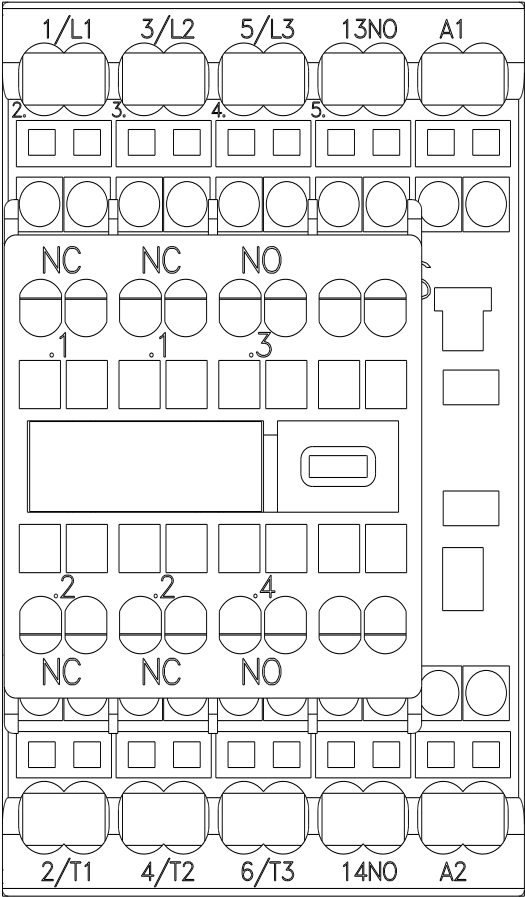 1/L1 3/L2 5/L3 13NO A1
2. 3. 4. 5.
NC NC NO
.1 .1 .3
.2 .2 .4
NC NC NO
2/T1 4/T2 6/T3 14NO A2